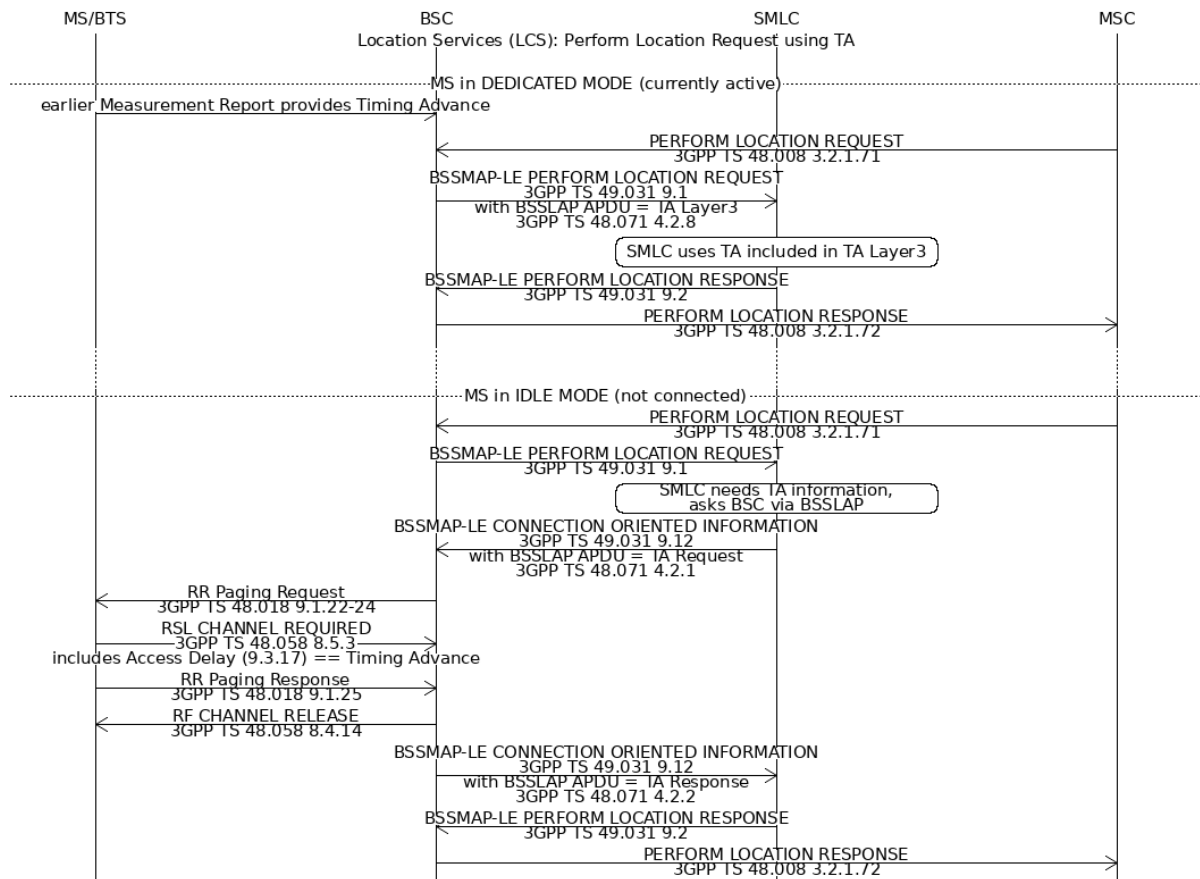 MS/BTS BSC SMLC MSC
Location Services (LCS): Perform Location Request using TA
MS in DEDICATED MODE (currently active)
earlier Measurement Report provides Timing Advance
PERFORM LOCATION REQUEST
3GPP TS 48.008 3.2.1.71
BSSMAP-LE PERFORM LOCATION REQUEST
3GPP TS 49.031 9.1
with BSSLAP APDU = TA Layer3
3GPP TS 48.071 4.2.8
SMLC uses TA included in TA Layer3
BSSMAP-LE PERFORM LOCATION RESPONSE
3GPP TS 49.031 9.2
PERFORM LOCATION RESPONSE
3GPP TS 48.008 3.2.1.72
MS in IDLE MODE (not connected)
PERFORM LOCATION REQUEST
3GPP TS 48.008 3.2.1.71
BSSMAP-LE PERFORM LOCATION REQUEST
3GPP TS 49.031 9.1
SMLC needs TA information,
asks BSC via BSSLAP
BSSMAP-LE CONNECTION ORIENTED INFORMATION
3GPP TS 49.031 9.12
with BSSLAP APDU = TA Request
3GPP TS 48.071 4.2.1
RR Paging Request
3GPP TS 48.018 9.1.22-24
RSL CHANNEL REQUIRED
3GPP TS 48.058 8.5.3
includes Access Delay (9.3.17) == Timing Advance
RR Paging Response
3GPP TS 48.018 9.1.25
RF CHANNEL RELEASE
3GPP TS 48.058 8.4.14
BSSMAP-LE CONNECTION ORIENTED INFORMATION
3GPP TS 49.031 9.12
with BSSLAP APDU = TA Response
3GPP TS 48.071 4.2.2
BSSMAP-LE PERFORM LOCATION RESPONSE
3GPP TS 49.031 9.2
PERFORM LOCATION RESPONSE
3GPP TS 48.008 3.2.1.72